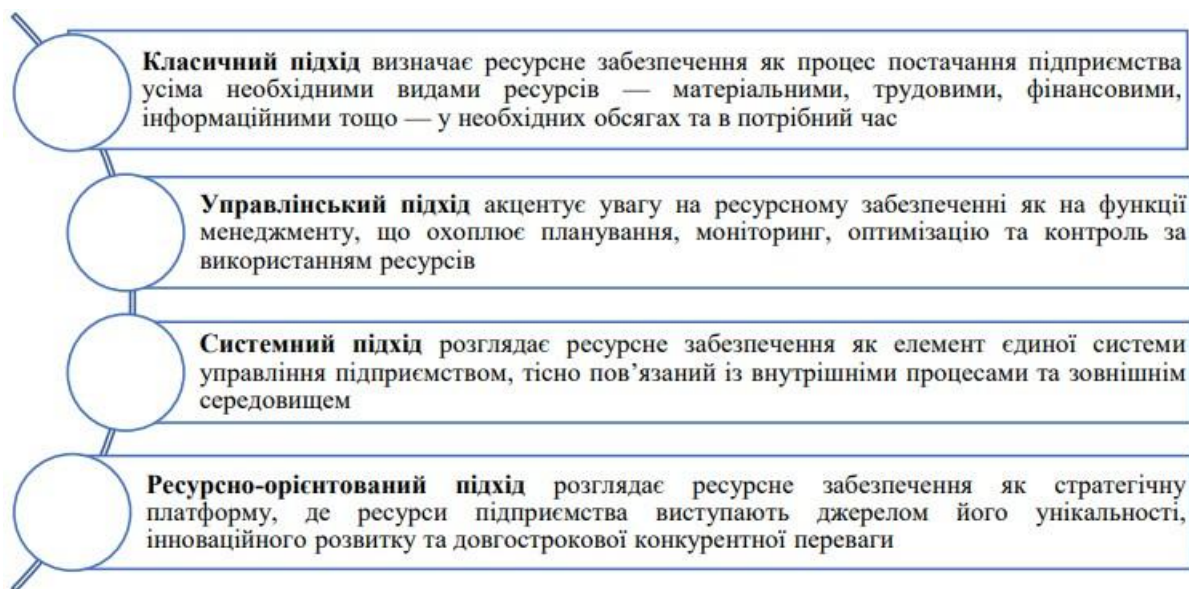 Класичний підхід визначає ресурсне забезпечення як процес постачання підприємства
усіма необхідними видами ресурсів — матеріальними, трудовими, фінансовими,
інформаційними тощо — у необхідних обсягах та в потрібний час
Управлінський підхід акцентує увагу на ресурсному забезпеченні як на функції
менеджменту, що охоплює планування, моніторинг, оптимізацію та контроль за
використанням ресурсів
Системний підхід розглядає ресурсне забезпечення як елемент єдиної системи
управління підприємством, тісно пов’язаний із внутрішніми процесами та зовнішнім
середовищем
Ресурсно-орієнтований підхід розглядає ресурсне забезпечення як стратегічну
платформу, де ресурси підприємства виступають джерелом його унікальності,
інноваційного розвитку та довгострокової конкурентної переваги